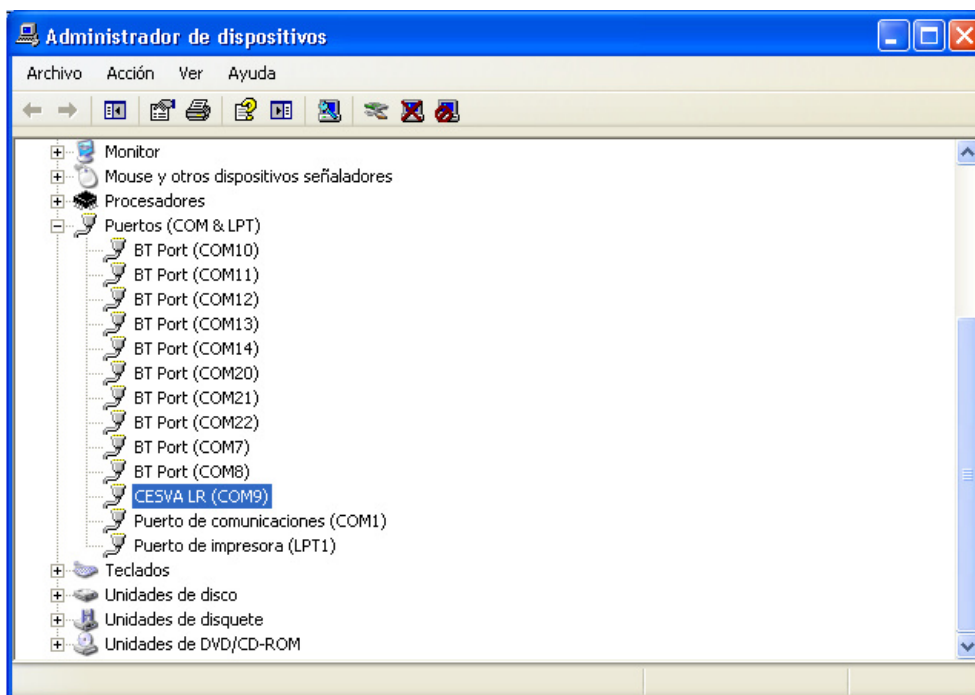 Administrador de dispositivos
Archivo Acción Ver Ayuda
Monitor
Mouse y otros dispositivos señaladores
Procesadores
Puertos (COM & LPT)
BT Port (COM10)
BT Port (COM11)
BT Port (COM12)
BT Port (COM13)
BT Port (COM14)
BT Port (COM20)
BT Port (COM21)
BT Port (COM22)
BT Port (COM7)
BT Port (COM8)
CESVA LR (COM9)
Puerto de comunicaciones (COM1)
Puerto de impresora (LPT1)
Teclados
Unidades de disco
Unidades de disquete
Unidades de DVD/CD-ROM